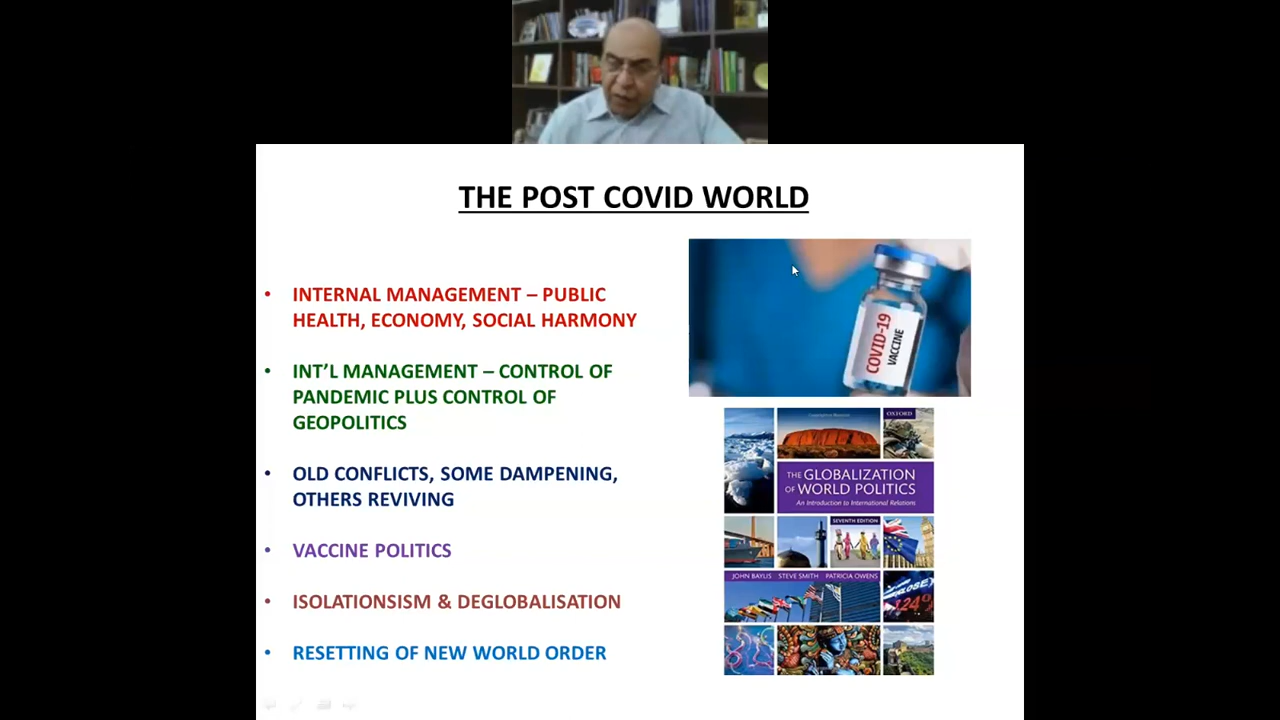 THE POST COVID WORLD
• INTERNAL MANAGEMENT – PUBLIC
HEALTH, ECONOMY, SOCIAL HARMONY
• INT'L MANAGEMENT – CONTROL OF
PANDEMIC PLUS CONTROL OF
GEOPOLITICS
• OLD CONFLICTS, SOME DAMPENING,
OTHERS REVIVING
• VACCINE POLITICS
• ISOLATIONSISM & DEGLOBALISATION
• RESETTING OF NEW WORLD ORDER
COVID-19
VACCINE
OXFORD
THE GLOBALIZATION
OF WORLD POLITICS
An Introduction to International Relations
SEVENTH EDITION
JOHN BAYLIS STEVE SMITH PATRICIA OWENS